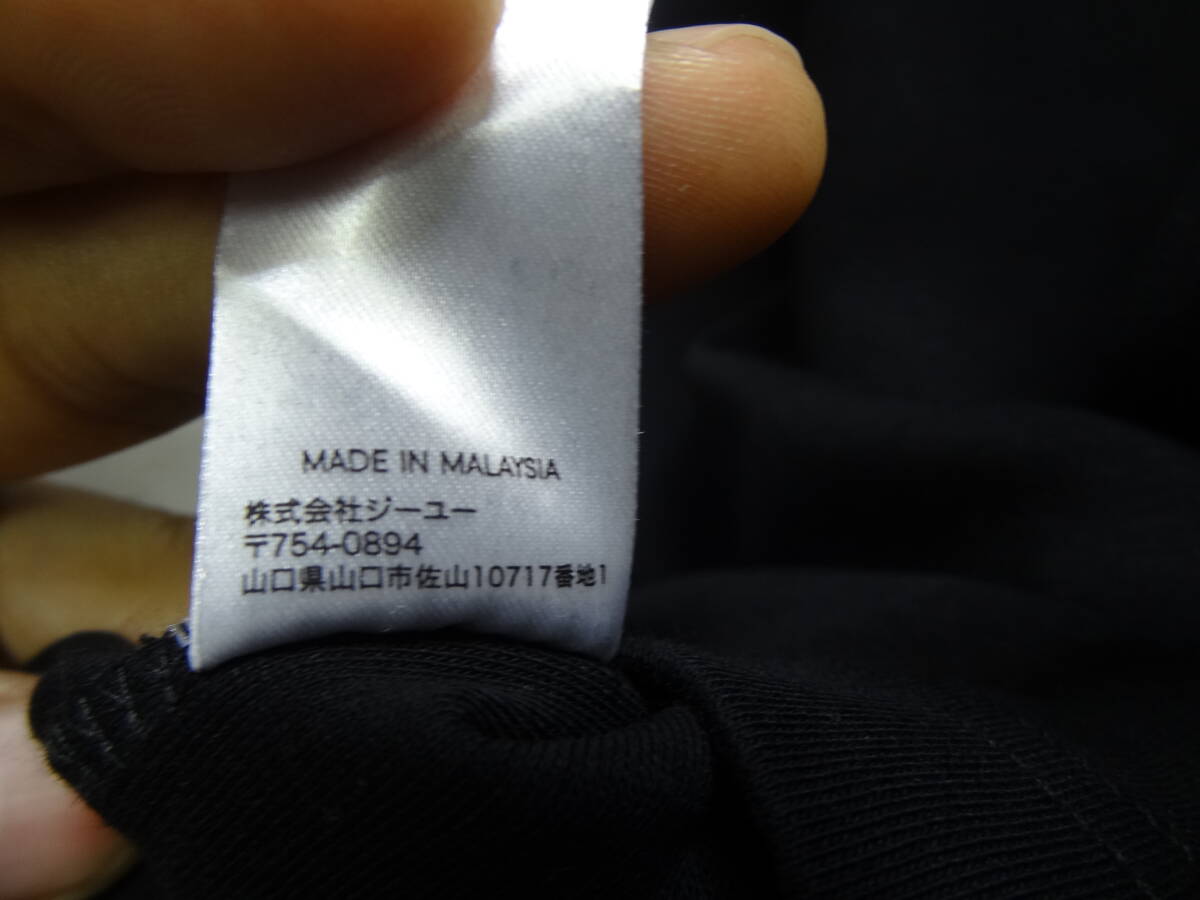 MADE IN MALAYSIA
株式会社ジーユー
〒754-0894
山口県山口市佐山10717番地1